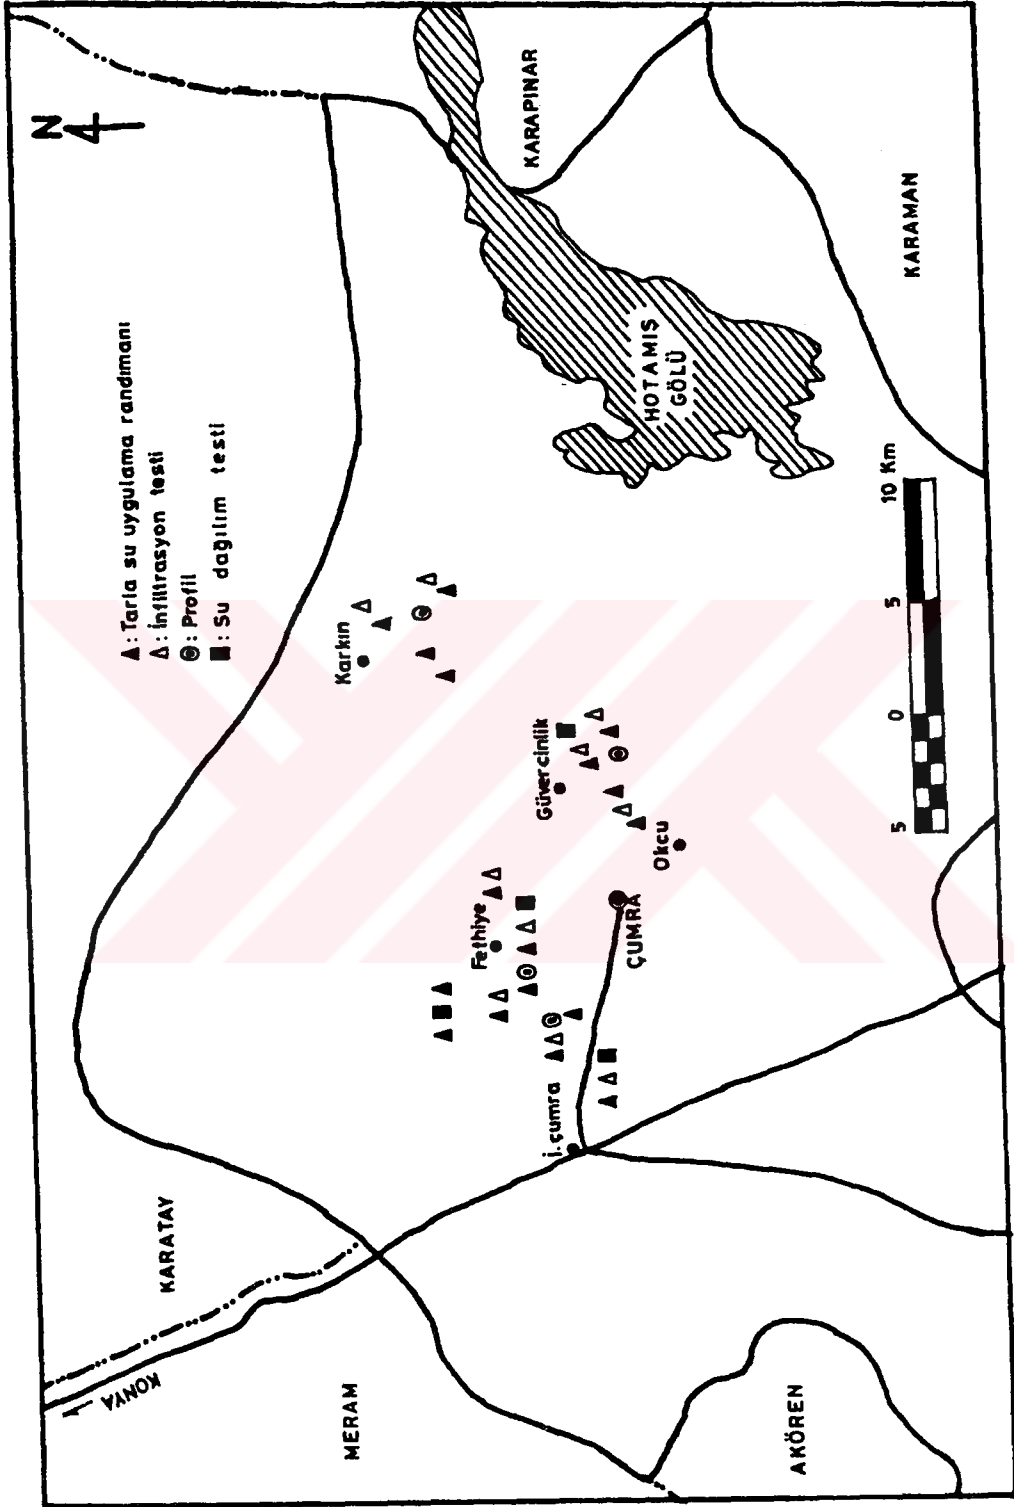 N
▲: Tarla su uygulama randımanı
△: İnfiltrasyon testi
◎: Profil
■: Su dağılım testi
KONYA
KARATAY
MERAM
AKÖREN
KARAPINAR
KARAMAN
HOTAMIŞ
GÖLÜ
Karkın
Güvercinlik
Okcu
Fethiye
ÇUMRA
İ.çumra
5 0 5 10 Km